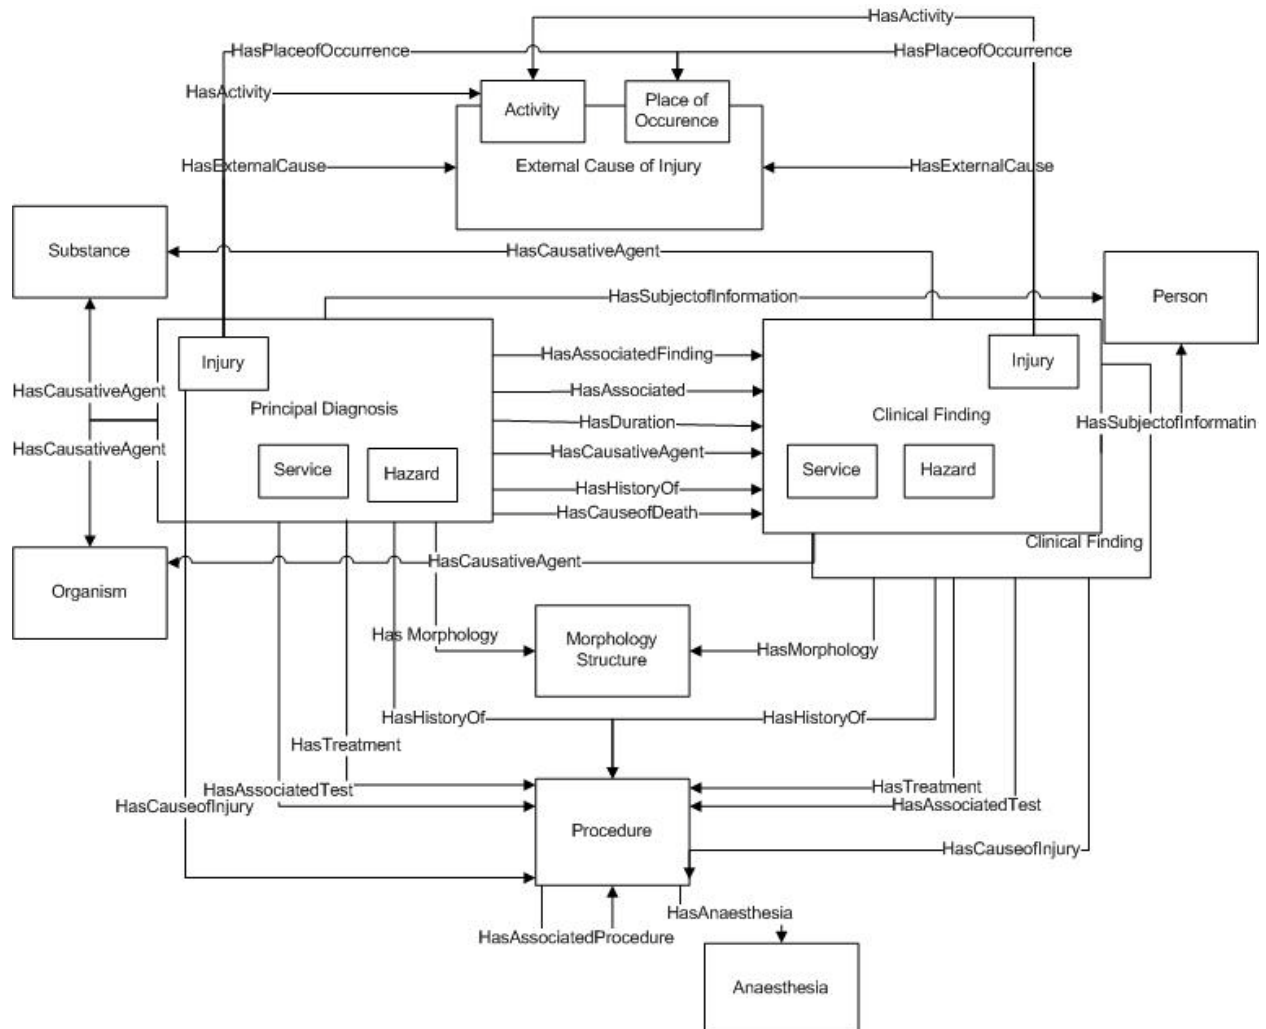 HasActivity
HasPlaceofOccurrence
HasPlaceofOccurrence
HasActivity
Activity
Place of
Occurence
HasExternalCause
External Cause of Injury
HasExternalCause
Substance
HasCausativeAgent
HasSubjectofInformation
Person
Injury
HasAssociatedFinding
Injury
HasCausativeAgent
HasAssociated
Principal Diagnosis
HasDuration
Clinical Finding
HasSubjectofInformatin
HasCausativeAgent
HasCausativeAgent
Service
Hazard
HasHistoryOf
Service
Hazard
HasCauseofDeath
Clinical Finding
Organism
HasCausativeAgent
Has Morphology
Morphology
Structure
HasMorphology
HasHistoryOf
HasHistoryOf
HasTreatment
HasAssociatedTest
HasTreatment
HasCauseofInjury
HasAssociatedTest
Procedure
HasCauseofInjury
HasAnaesthesia
HasAssociatedProcedure
Anaesthesia